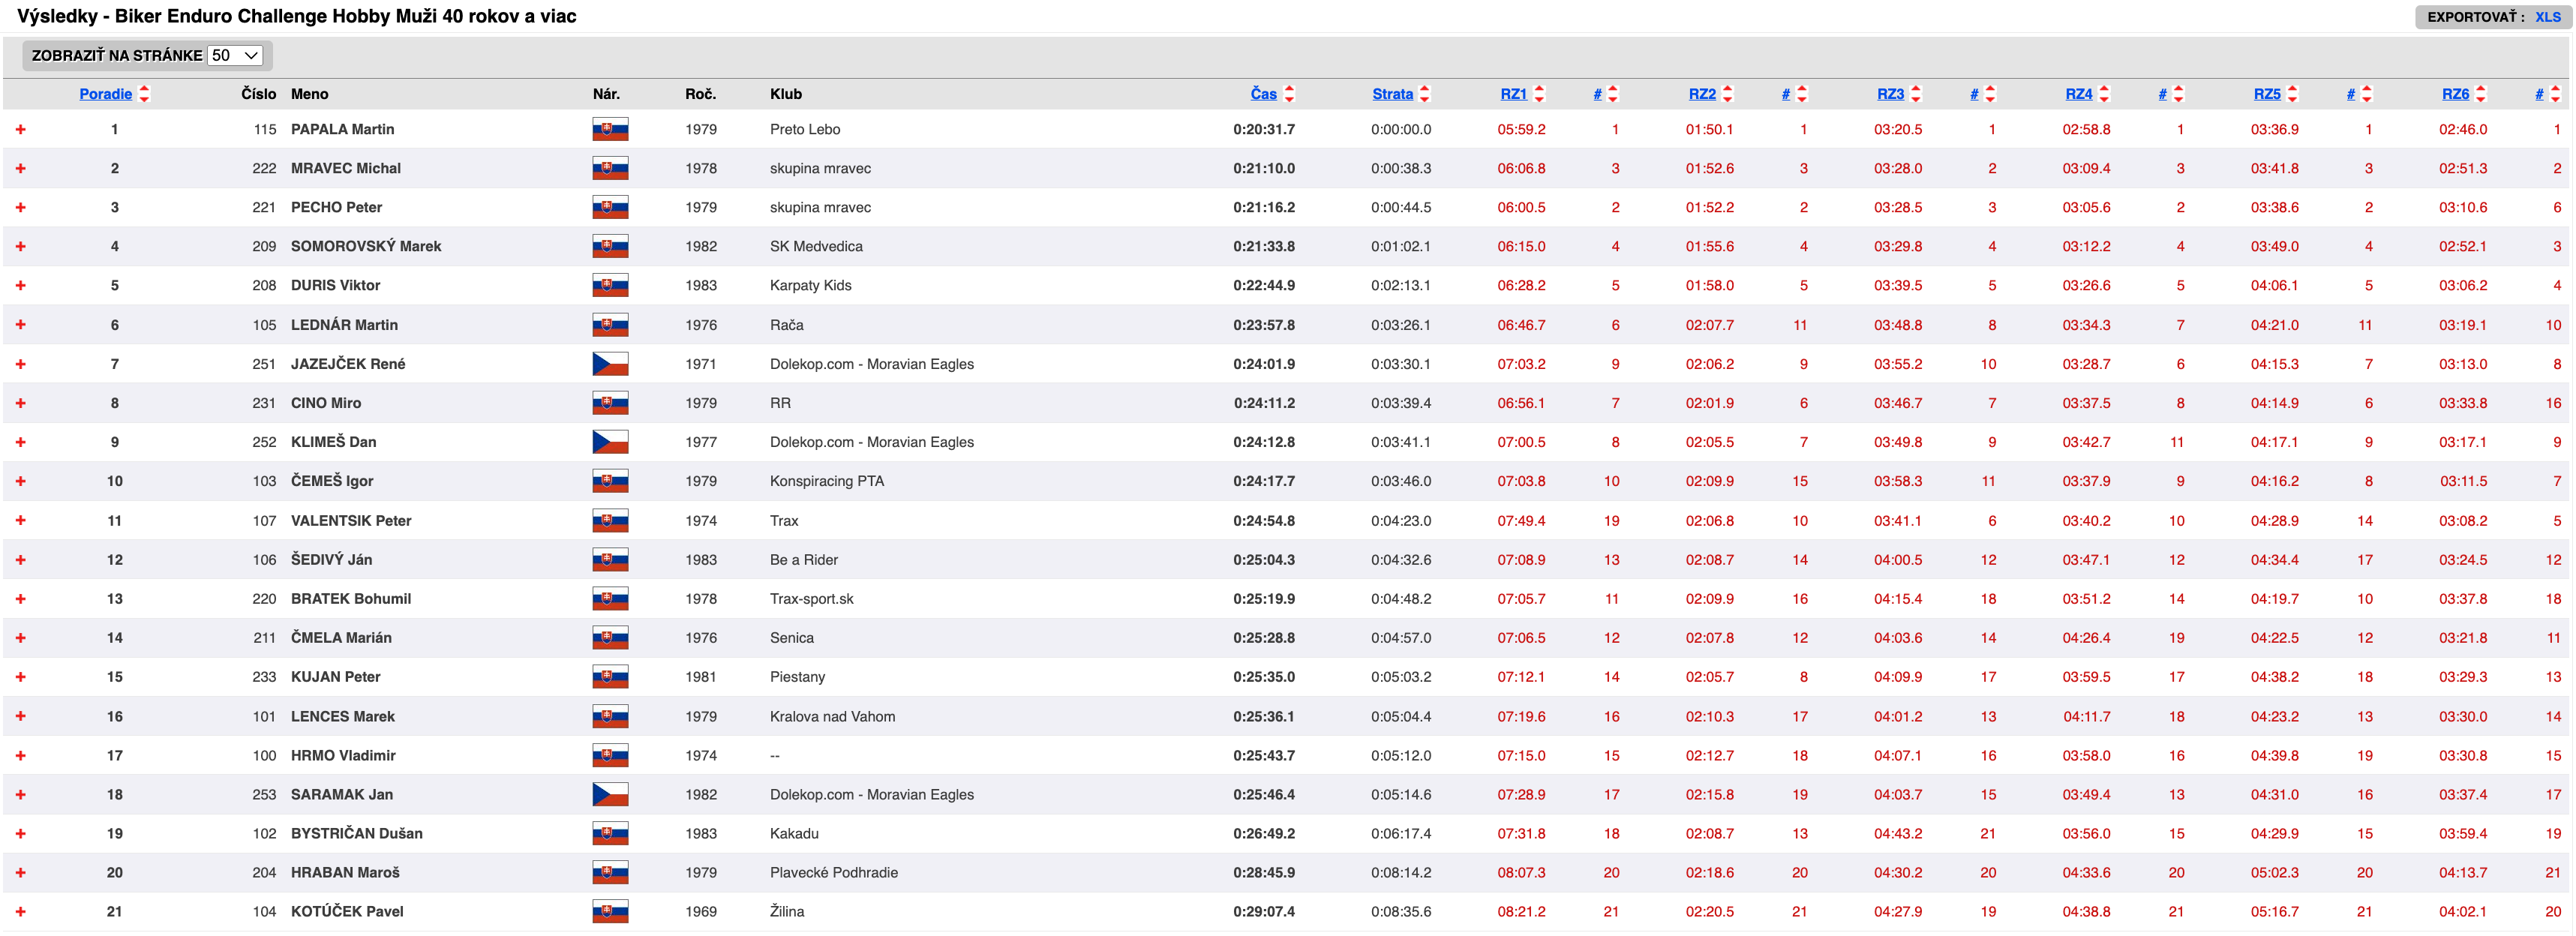 Výsledky - Biker Enduro Challenge Hobby Muži 40 rokov a viac
EXPORTOVAŤ : XLS
ZOBRAZIŤ NA STRÁNKE 50
Poradie Číslo Meno Nár. Roč. Klub Čas Strata RZ1 # RZ2 # RZ3 # RZ4 # RZ5 # RZ6 #
+ 1 115 PAPALA Martin 1979 Preto Lebo 0:20:31.7 0:00:00.0 05:59.2 1 01:50.1 1 03:20.5 1 02:58.8 1 03:36.9 1 02:46.0 1
+ 2 222 MRAVEC Michal 1978 skupina mravec 0:21:10.0 0:00:38.3 06:06.8 3 01:52.6 3 03:28.0 2 03:09.4 3 03:41.8 3 02:51.3 2
+ 3 221 PECHO Peter 1979 skupina mravec 0:21:16.2 0:00:44.5 06:00.5 2 01:52.2 2 03:28.5 3 03:05.6 2 03:38.6 2 03:10.6 6
+ 4 209 SOMOROVSKÝ Marek 1982 SK Medvedica 0:21:33.8 0:01:02.1 06:15.0 4 01:55.6 4 03:29.8 4 03:12.2 4 03:49.0 4 02:52.1 3
+ 5 208 DURIS Viktor 1983 Karpaty Kids 0:22:44.9 0:02:13.1 06:28.2 5 01:58.0 5 03:39.5 5 03:26.6 5 04:06.1 5 03:06.2 4
+ 6 105 LEDNÁR Martin 1976 Rača 0:23:57.8 0:03:26.1 06:46.7 6 02:07.7 11 03:48.8 8 03:34.3 7 04:21.0 11 03:19.1 10
+ 7 251 JAZEJČEK René 1971 Dolekop.com - Moravian Eagles 0:24:01.9 0:03:30.1 07:03.2 9 02:06.2 9 03:55.2 10 03:28.7 6 04:15.3 7 03:13.0 8
+ 8 231 CINO Miro 1979 RR 0:24:11.2 0:03:39.4 06:56.1 7 02:01.9 6 03:46.7 7 03:37.5 8 04:14.9 6 03:33.8 16
+ 9 252 KLIMEŠ Dan 1977 Dolekop.com - Moravian Eagles 0:24:12.8 0:03:41.1 07:00.5 8 02:05.5 7 03:49.8 9 03:42.7 11 04:17.1 9 03:17.1 9
+ 10 103 ČEMEŠ Igor 1979 Konspiracing PTA 0:24:17.7 0:03:46.0 07:03.8 10 02:09.9 15 03:58.3 11 03:37.9 9 04:16.2 8 03:11.5 7
+ 11 107 VALENTSIK Peter 1974 Trax 0:24:54.8 0:04:23.0 07:49.4 19 02:06.8 10 03:41.1 6 03:40.2 10 04:28.9 14 03:08.2 5
+ 12 106 ŠEDIVÝ Ján 1983 Be a Rider 0:25:04.3 0:04:32.6 07:08.9 13 02:08.7 14 04:00.5 12 03:47.1 12 04:34.4 17 03:24.5 12
+ 13 220 BRATEK Bohumil 1978 Trax-sport.sk 0:25:19.9 0:04:48.2 07:05.7 11 02:09.9 16 04:15.4 18 03:51.2 14 04:19.7 10 03:37.8 18
+ 14 211 ČMELA Marián 1976 Senica 0:25:28.8 0:04:57.0 07:06.5 12 02:07.8 12 04:03.6 14 04:26.4 19 04:22.5 12 03:21.8 11
+ 15 233 KUJAN Peter 1981 Piestany 0:25:35.0 0:05:03.2 07:12.1 14 02:05.7 8 04:09.9 17 03:59.5 17 04:38.2 18 03:29.3 13
+ 16 101 LENCES Marek 1979 Kralova nad Vahom 0:25:36.1 0:05:04.4 07:19.6 16 02:10.3 17 04:01.2 13 04:11.7 18 04:23.2 13 03:30.0 14
+ 17 100 HRMO Vladimir 1974 -- 0:25:43.7 0:05:12.0 07:15.0 15 02:12.7 18 04:07.1 16 03:58.0 16 04:39.8 19 03:30.8 15
+ 18 253 SARAMAK Jan 1982 Dolekop.com - Moravian Eagles 0:25:46.4 0:05:14.6 07:28.9 17 02:15.8 19 04:03.7 15 03:49.4 13 04:31.0 16 03:37.4 17
+ 19 102 BYSTRIČAN Dušan 1983 Kakadu 0:26:49.2 0:06:17.4 07:31.8 18 02:08.7 13 04:43.2 21 03:56.0 15 04:29.9 15 03:59.4 19
+ 20 204 HRABAN Maroš 1979 Plavecké Podhradie 0:28:45.9 0:08:14.2 08:07.3 20 02:18.6 20 04:30.2 20 04:33.6 20 05:02.3 20 04:13.7 21
+ 21 104 KOTÚČEK Pavel 1969 Žilina 0:29:07.4 0:08:35.6 08:21.2 21 02:20.5 21 04:27.9 19 04:38.8 21 05:16.7 21 04:02.1 20